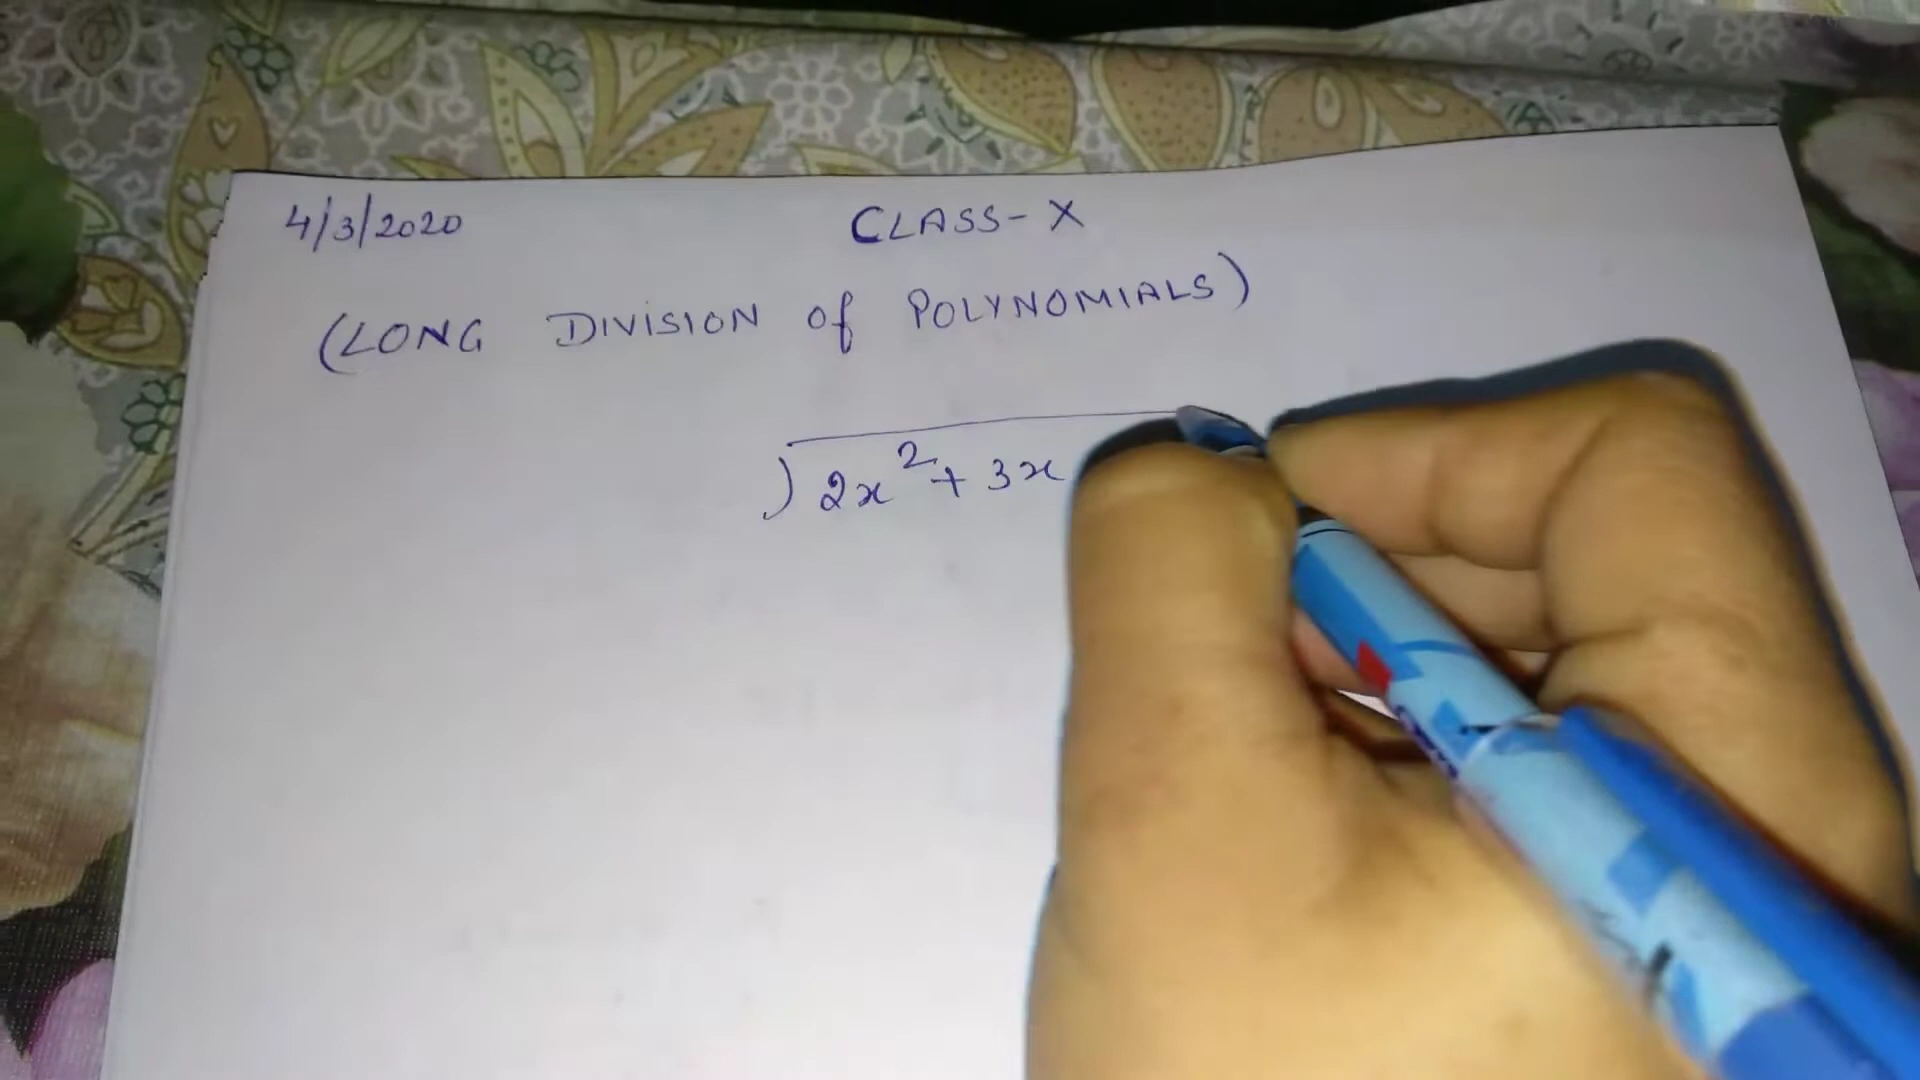 4/3/2020 CLASS-X
(LONG DIVISION of POLYNOMIALS)
) 2x² + 3x